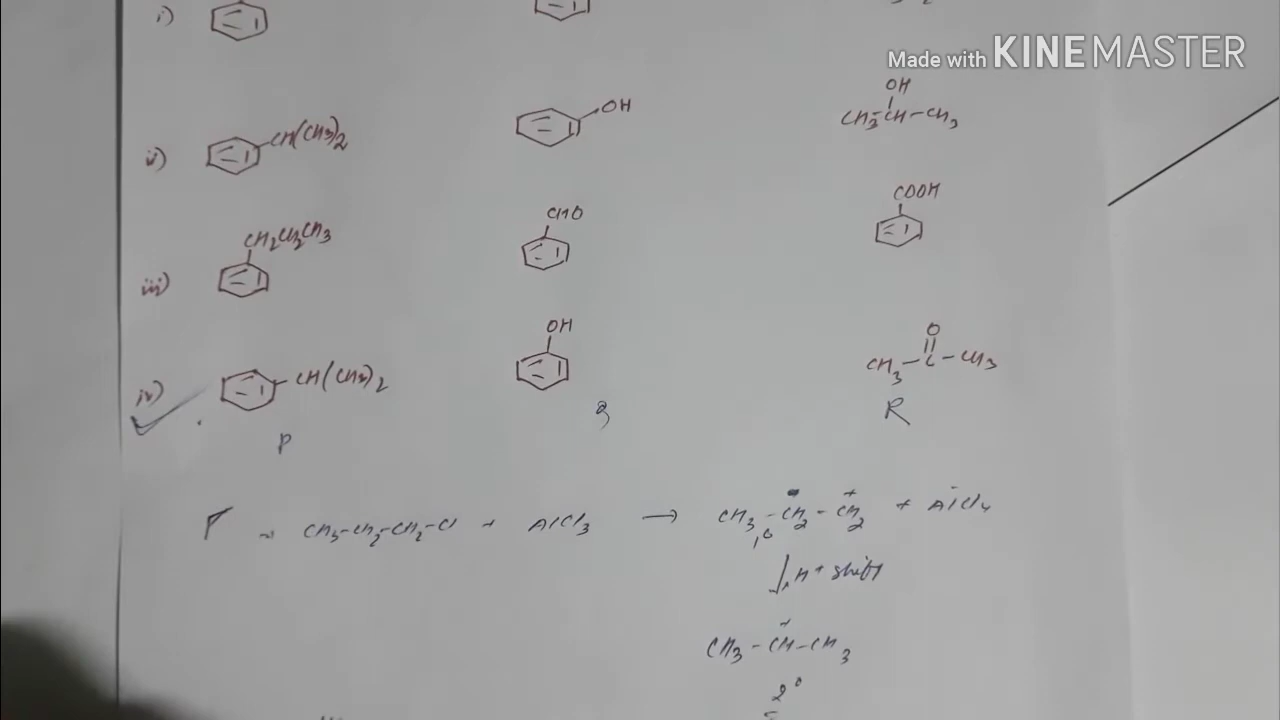 Made with KINEMASTER
i)
ii) CH(CH3)2 OH OH
CH3-CH-CH3
iii) CH2CH2CH3 CHO COOH
iv) CH(CH3)2 OH O
CH3-C-CH3
P R
P → CH3-CH2-CH2-Cl + AlCl3 → CH3-CH2-CH2+ + AlCl4-
1° H+ shift
CH3-CH+-CH3
2°